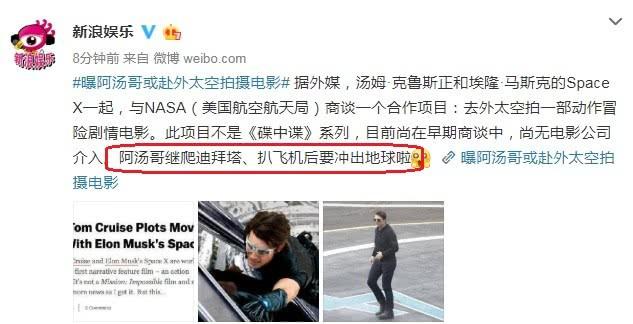 新浪娱乐
新浪娱乐
8分钟前 来自 微博 weibo.com
#曝阿汤哥或赴外太空拍摄电影# 据外媒，汤姆·克鲁斯正和埃隆·马斯克的Space
X一起，与NASA（美国航空航天局）商谈一个合作项目：去外太空拍一部动作冒
险剧情电影。此项目不是《碟中谍》系列，目前尚在早期商谈中，尚无电影公司
介入。阿汤哥继爬迪拜塔、扒飞机后要冲出地球啦 曝阿汤哥或赴外太空拍
摄电影
Tom Cruise Plots Mov
With Elon Musk's Spac
Cruise and Elon Musk's Space X are
first narrative feature film – an action
It's not a Mission: Impossible film and
more news as I get it. But this...
Comments